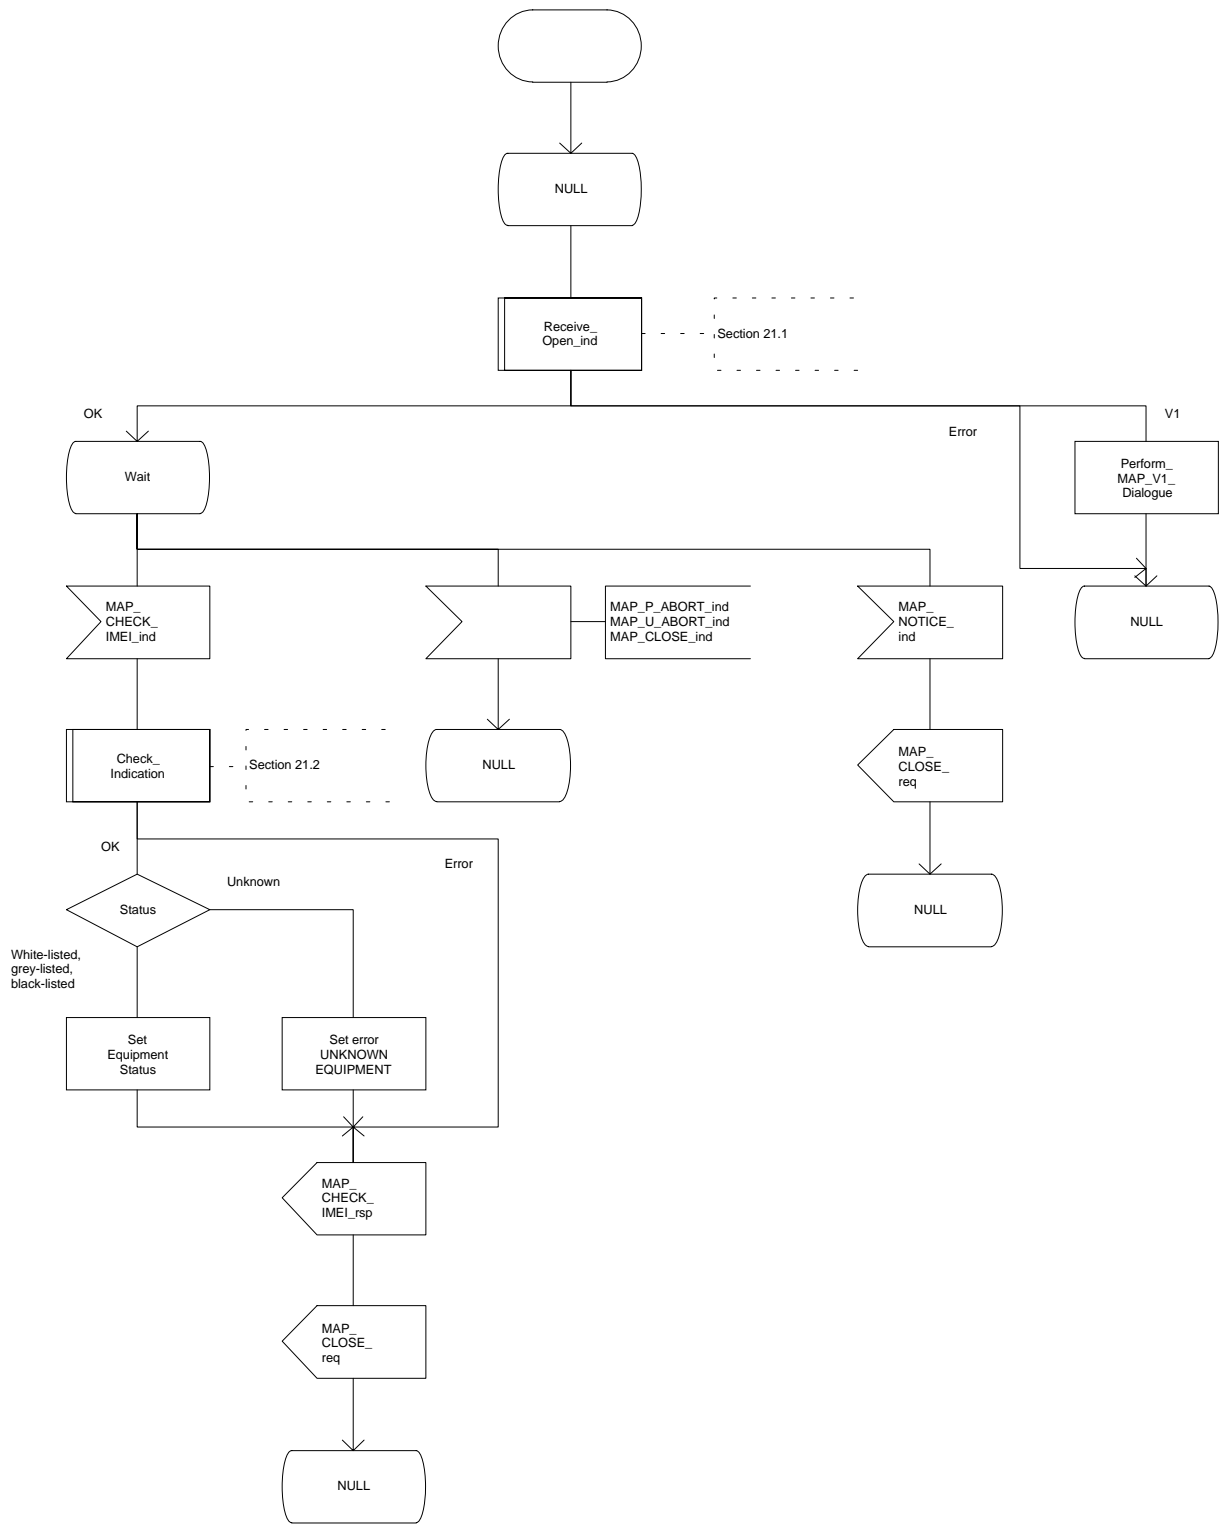 NULL
Receive_
Open_ind
Section 21.1
OK
Error
V1
Wait
Perform_
MAP_V1_
Dialogue
MAP_
CHECK_
IMEI_ind
MAP_P_ABORT_ind
MAP_U_ABORT_ind
MAP_CLOSE_ind
MAP_
NOTICE_
ind
NULL
Check_
Indication
Section 21.2
NULL
MAP_
CLOSE_
req
OK
Error
Unknown
Status
NULL
White-listed,
grey-listed,
black-listed
Set
Equipment
Status
Set error
UNKNOWN
EQUIPMENT
MAP_
CHECK_
IMEI_rsp
MAP_
CLOSE_
req
NULL